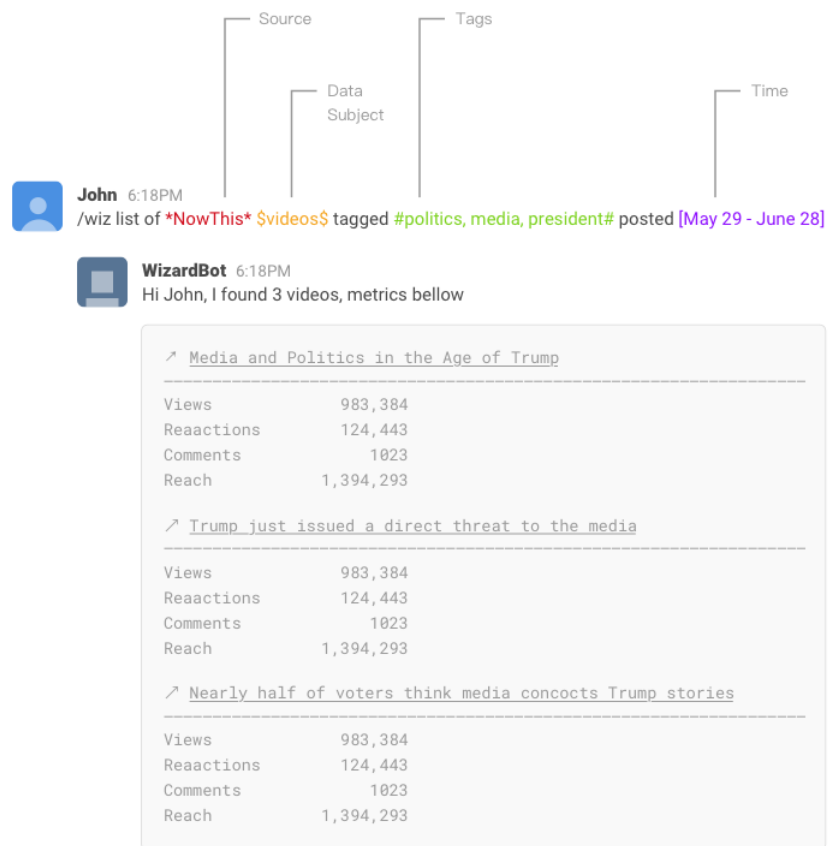 Source
Tags
Data
Subject
Time
John 6:18PM
/wiz list of *NowThis* $videos$ tagged #politics, media, president# posted [May 29 - June 28]
WizardBot 6:18PM
Hi John, I found 3 videos, metrics bellow
↗ Media and Politics in the Age of Trump
Views 983,384
Reaactions 124,443
Comments 1023
Reach 1,394,293
↗ Trump just issued a direct threat to the media
Views 983,384
Reaactions 124,443
Comments 1023
Reach 1,394,293
↗ Nearly half of voters think media concocts Trump stories
Views 983,384
Reaactions 124,443
Comments 1023
Reach 1,394,293